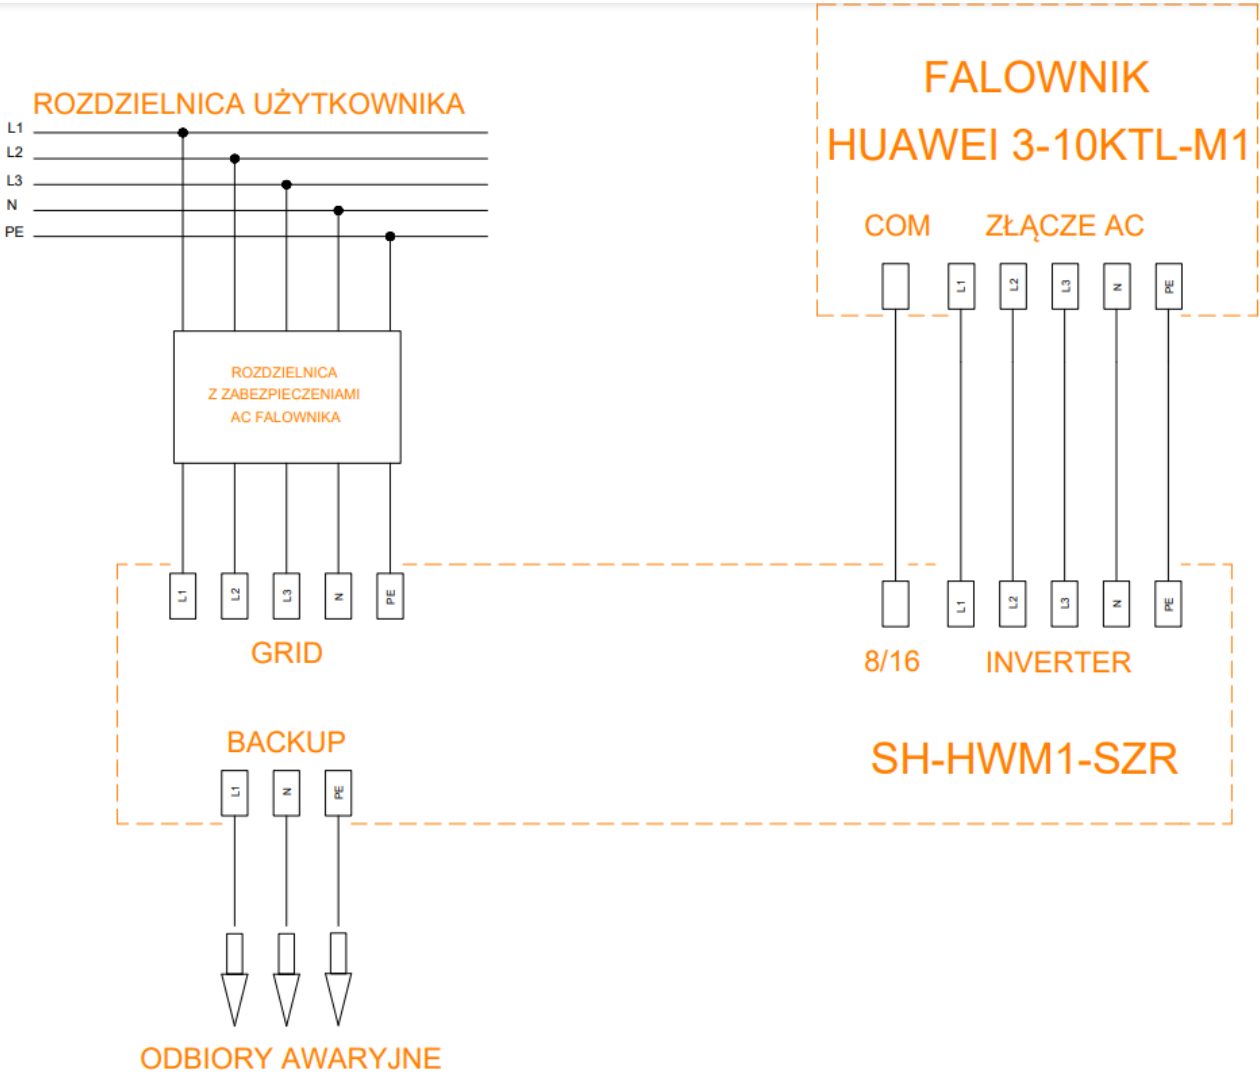 ROZDZIELNICA UŻYTKOWNIKA
L1
L2
L3
N
PE
ROZDZIELNICA
Z ZABEZPIECZENIAMI
AC FALOWNIKA
FALOWNIK
HUAWEI 3-10KTL-M1
COM ZŁĄCZE AC
L1 L2 L3 N PE
L1 L2 L3 N PE
GRID
L1 L2 L3 N PE
8/16 INVERTER
BACKUP
L1 N PE
SH-HWM1-SZR
ODBIORY AWARYJNE